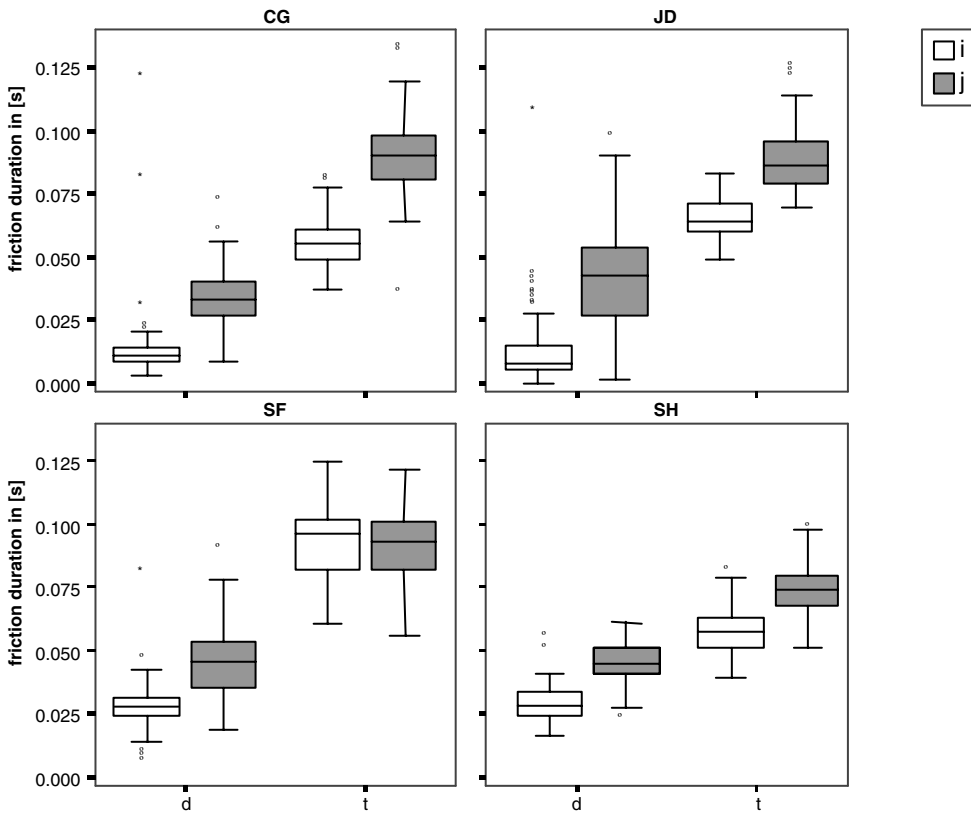 CG
JD
i
j
friction duration in [s]
0.125
0.100
0.075
0.050
0.025
0.000
SF
SH
friction duration in [s]
0.125
0.100
0.075
0.050
0.025
0.000
d
t
d
t